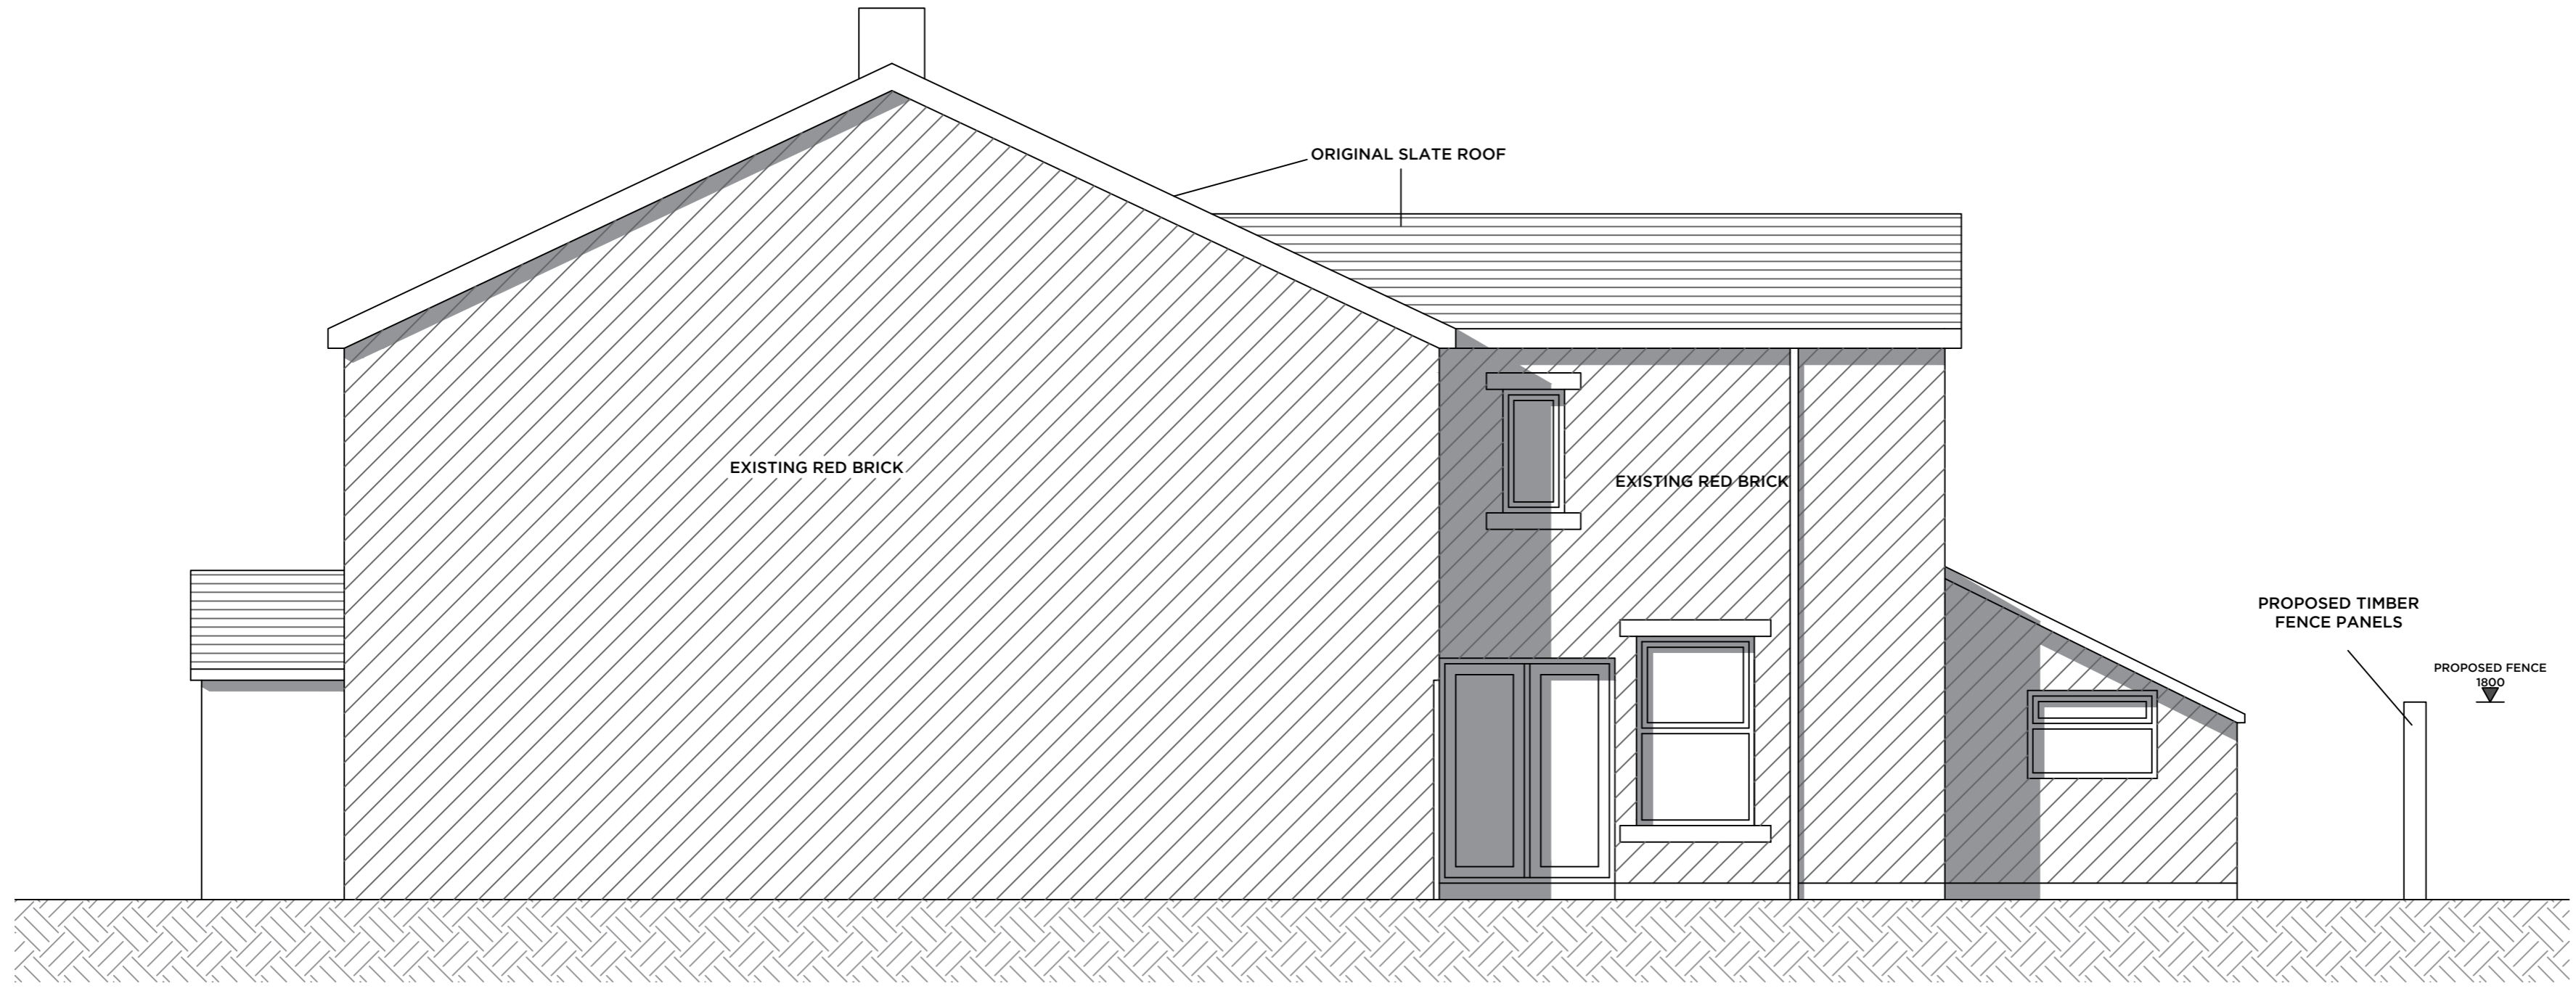 ORIGINAL SLATE ROOF
EXISTING RED BRICK
EXISTING RED BRICK
PROPOSED TIMBER
FENCE PANELS
PROPOSED FENCE
1800